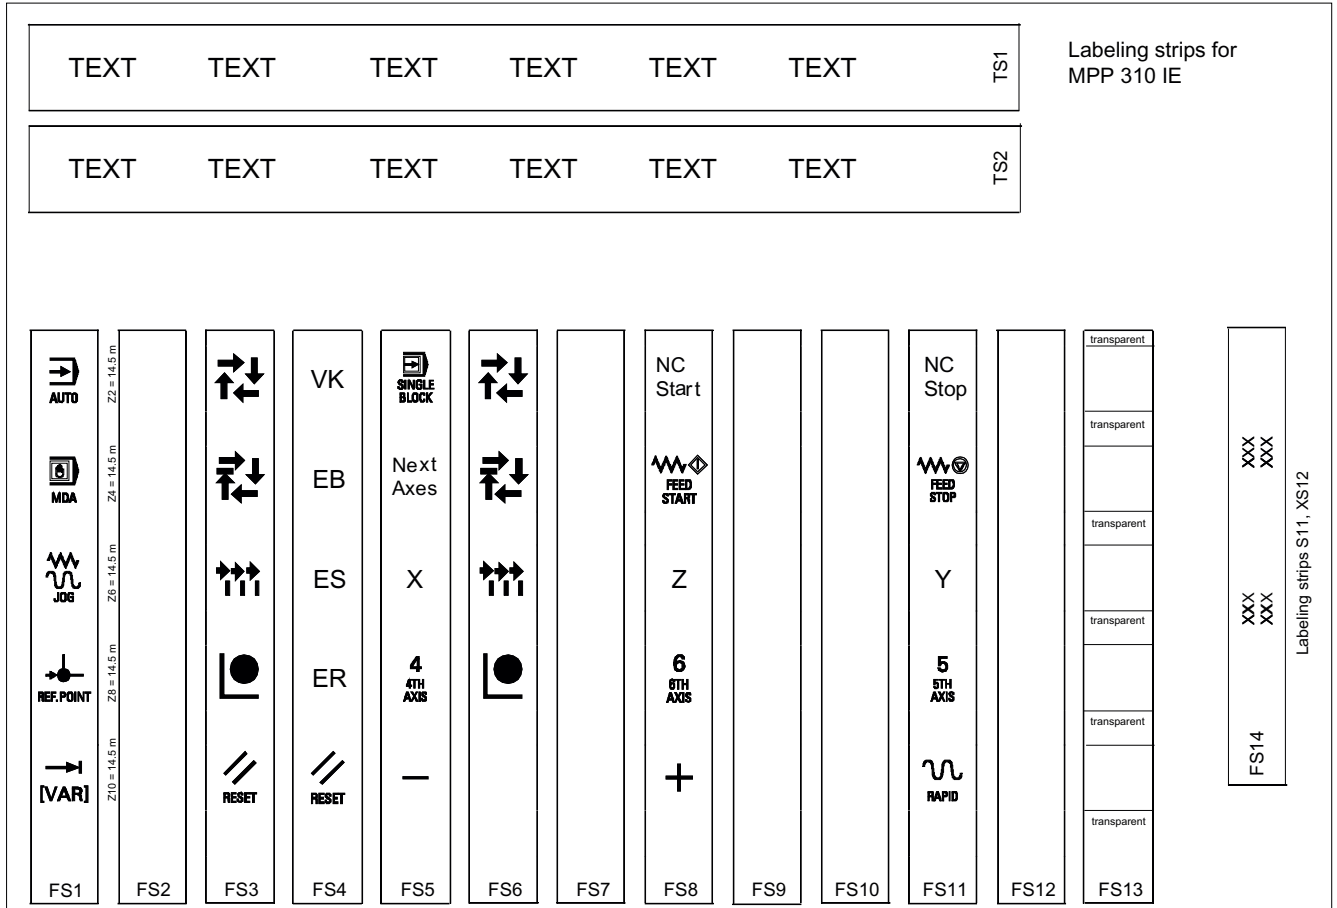 TEXT TEXT TEXT TEXT TEXT TEXT TS1
Labeling strips for
MPP 310 IE
TEXT TEXT TEXT TEXT TEXT TEXT TS2
AUTO
MDA
JOG
REF.POINT
[VAR]
FS1
Z2 = 14.5 m
Z4 = 14.5 m
Z6 = 14.5 m
Z8 = 14.5 m
Z10 = 14.5 m
FS2
RESET
FS3
VK
EB
ES
ER
RESET
FS4
SINGLE
BLOCK
Next
Axes
X
4
4TH
AXIS
−
FS5
FS6
FS7
NC
Start
FEED
START
Z
6
6TH
AXIS
+
FS8
FS9
FS10
NC
Stop
FEED
STOP
Y
5
5TH
AXIS
RAPID
FS11
FS12
transparent
transparent
transparent
transparent
transparent
transparent
FS13
XXX
XXX
XXX
XXX
FS14
Labeling strips S11, XS12